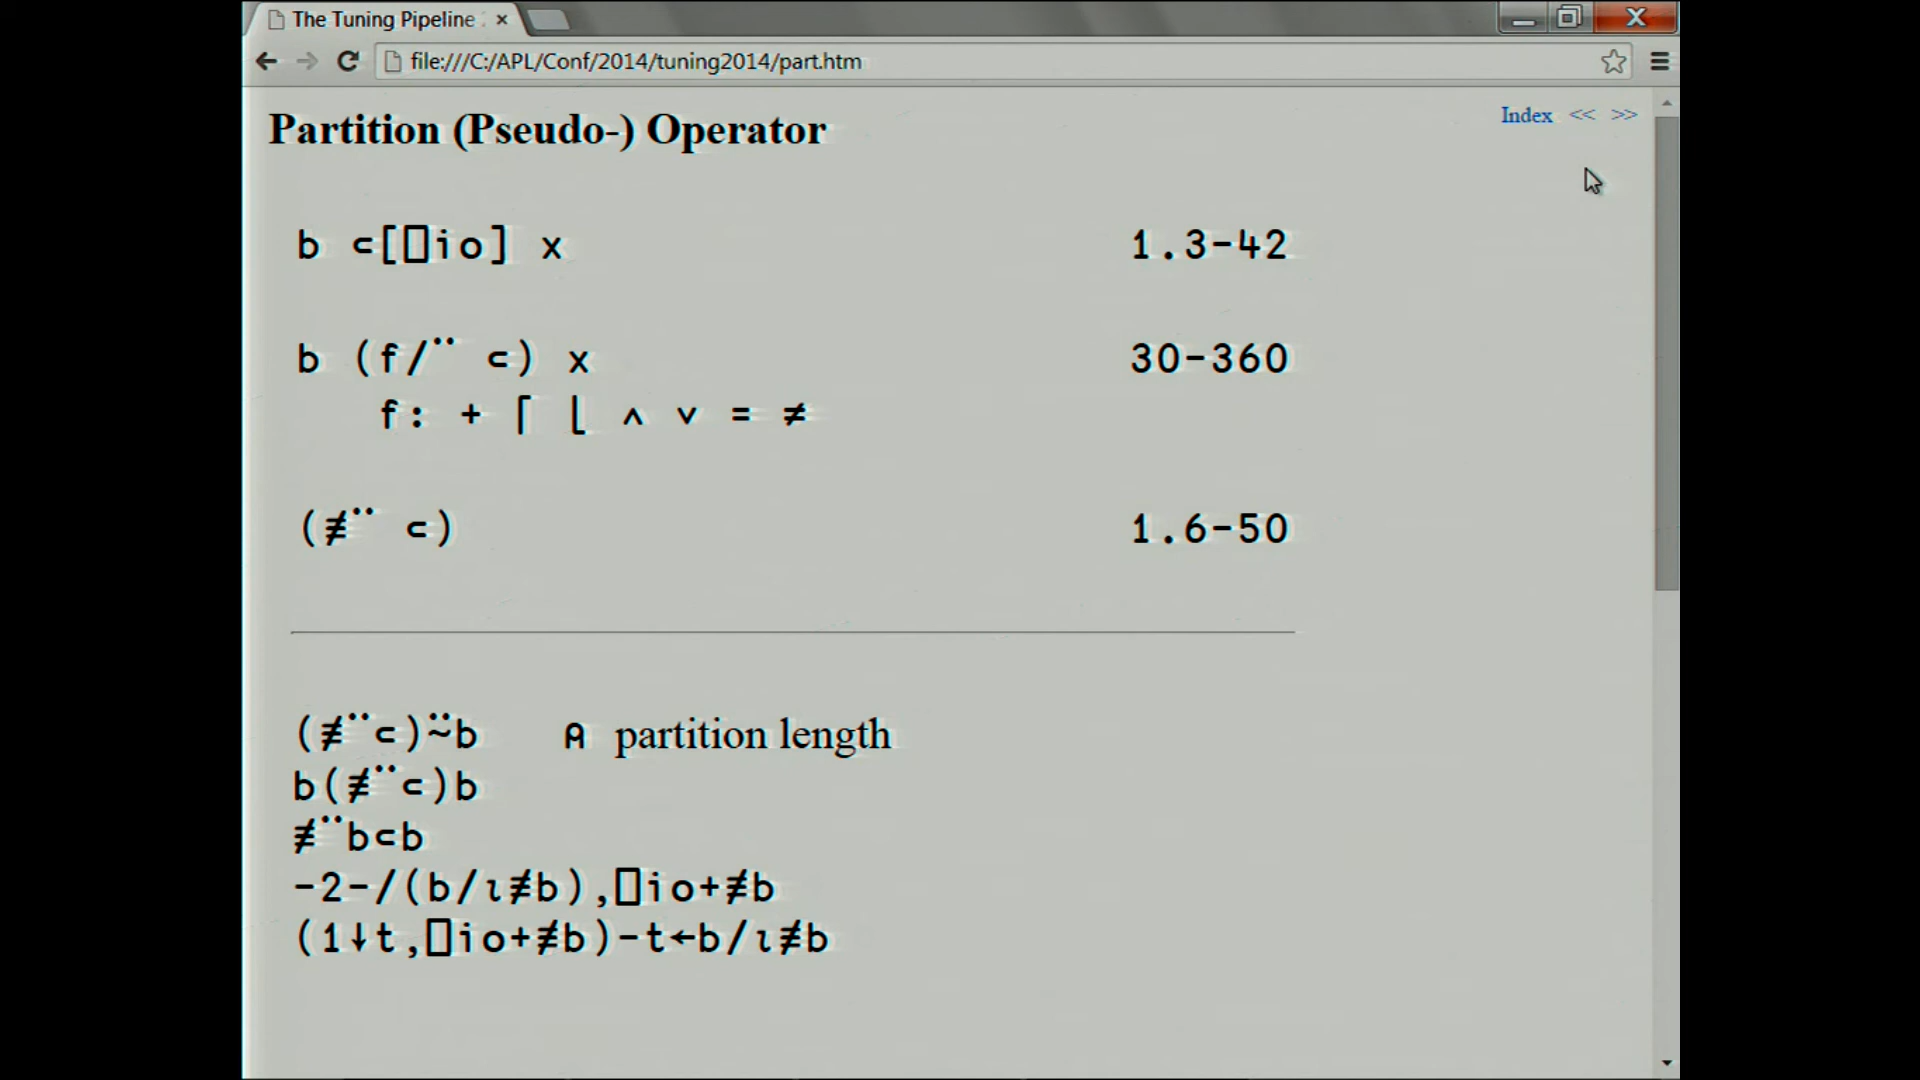 The Tuning Pipeline
file:///C:/APL/Conf/2014/tuning2014/part.htm
Partition (Pseudo-) Operator
Index << >>
b ⊂[⎕io] x 1.3-42
b (f/¨ ⊂) x 30-360
f: + ⌈ ⌊ ∧ ∨ = ≠
(≢¨ ⊂) 1.6-50
(≢¨⊂)⍨b ⍝ partition length
b(≢¨⊂)b
≢¨b⊂b
-2-/(b/⍳≢b),⎕io+≢b
(1↓t,⎕io+≢b)-t←b/⍳≢b